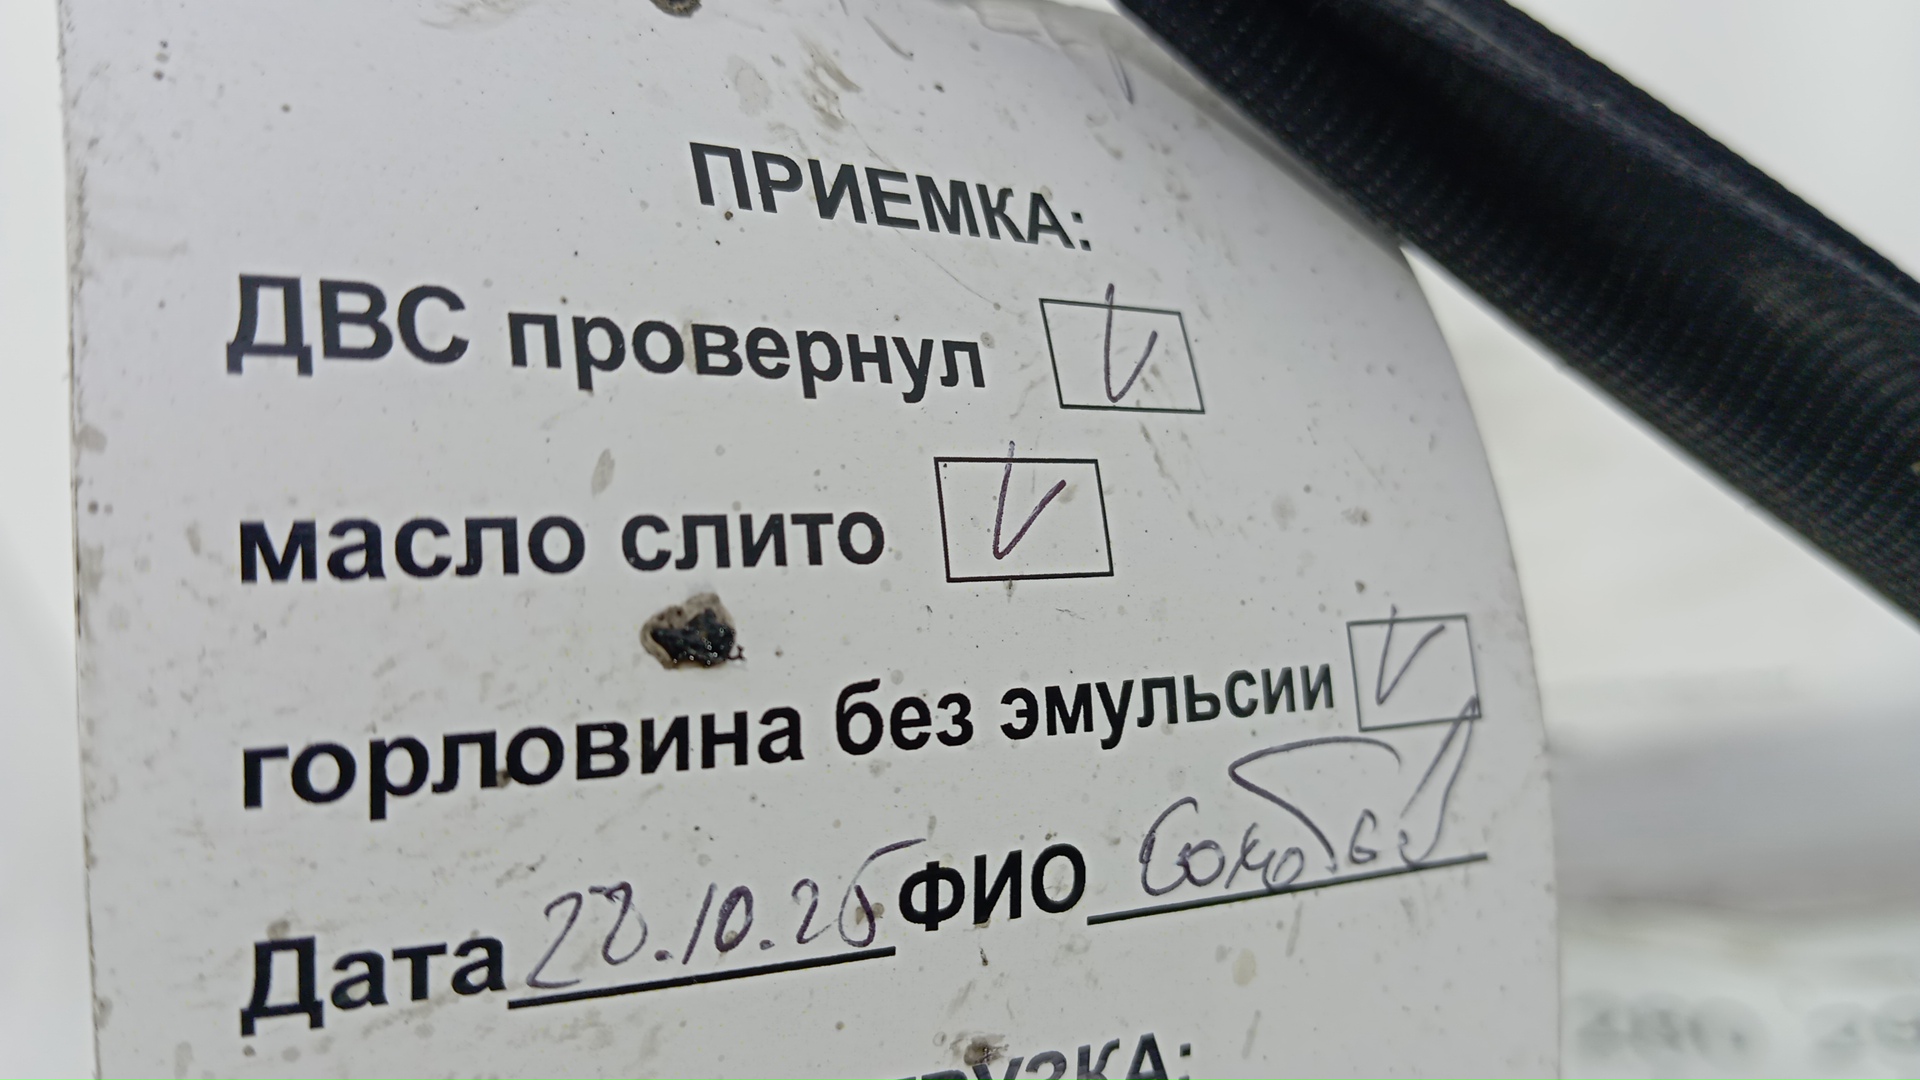 ПРИЕМКА:
ДВС провернул
масло слито
горловина без эмульсии
Дата 28.10.25 ФИО